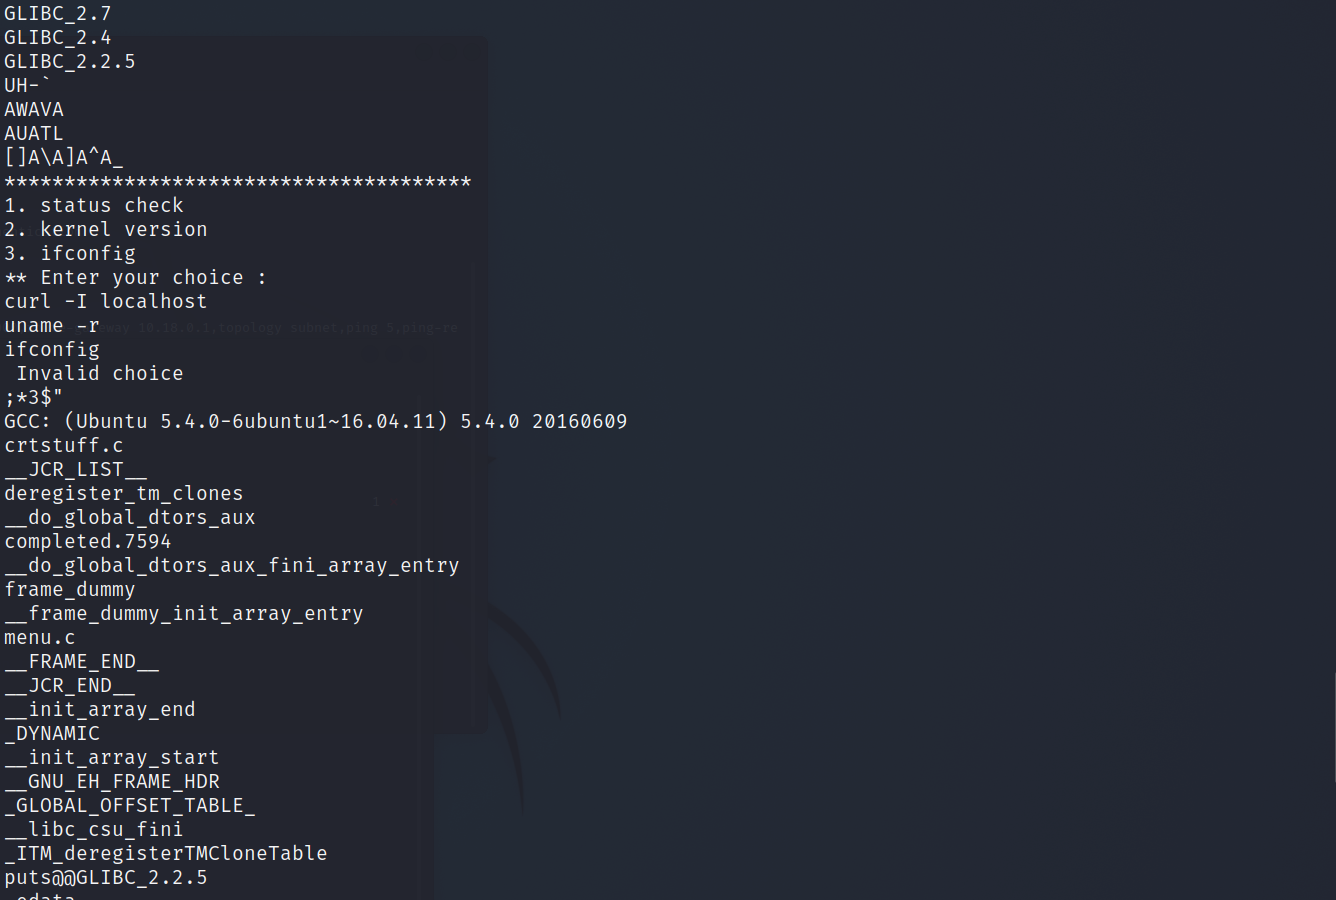 GLIBC_2.7
GLIBC_2.4
GLIBC_2.2.5
UH-`
AWAVA
AUATL
[]A\A]A^A_
***************************************
1. status check
2. kernel version
3. ifconfig
** Enter your choice :
curl -I localhost
uname -r
ifconfig
 Invalid choice
;*3$"
GCC: (Ubuntu 5.4.0-6ubuntu1~16.04.11) 5.4.0 20160609
crtstuff.c
__JCR_LIST__
deregister_tm_clones
__do_global_dtors_aux
completed.7594
__do_global_dtors_aux_fini_array_entry
frame_dummy
__frame_dummy_init_array_entry
menu.c
__FRAME_END__
__JCR_END__
__init_array_end
_DYNAMIC
__init_array_start
__GNU_EH_FRAME_HDR
_GLOBAL_OFFSET_TABLE_
__libc_csu_fini
_ITM_deregisterTMCloneTable
puts@@GLIBC_2.2.5